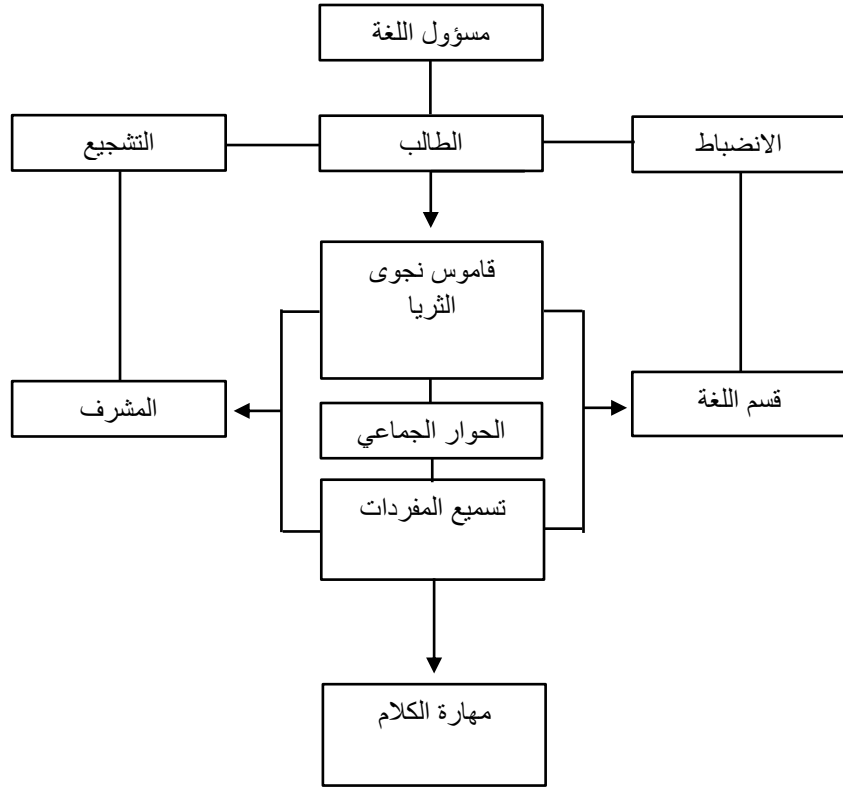 مسؤول اللغة
الانضباط
الطالب
التشجيع
قاموس نجوى
الثريا
قسم اللغة
المشرف
الحوار الجماعي
تسميع المفردات
مهارة الكلام